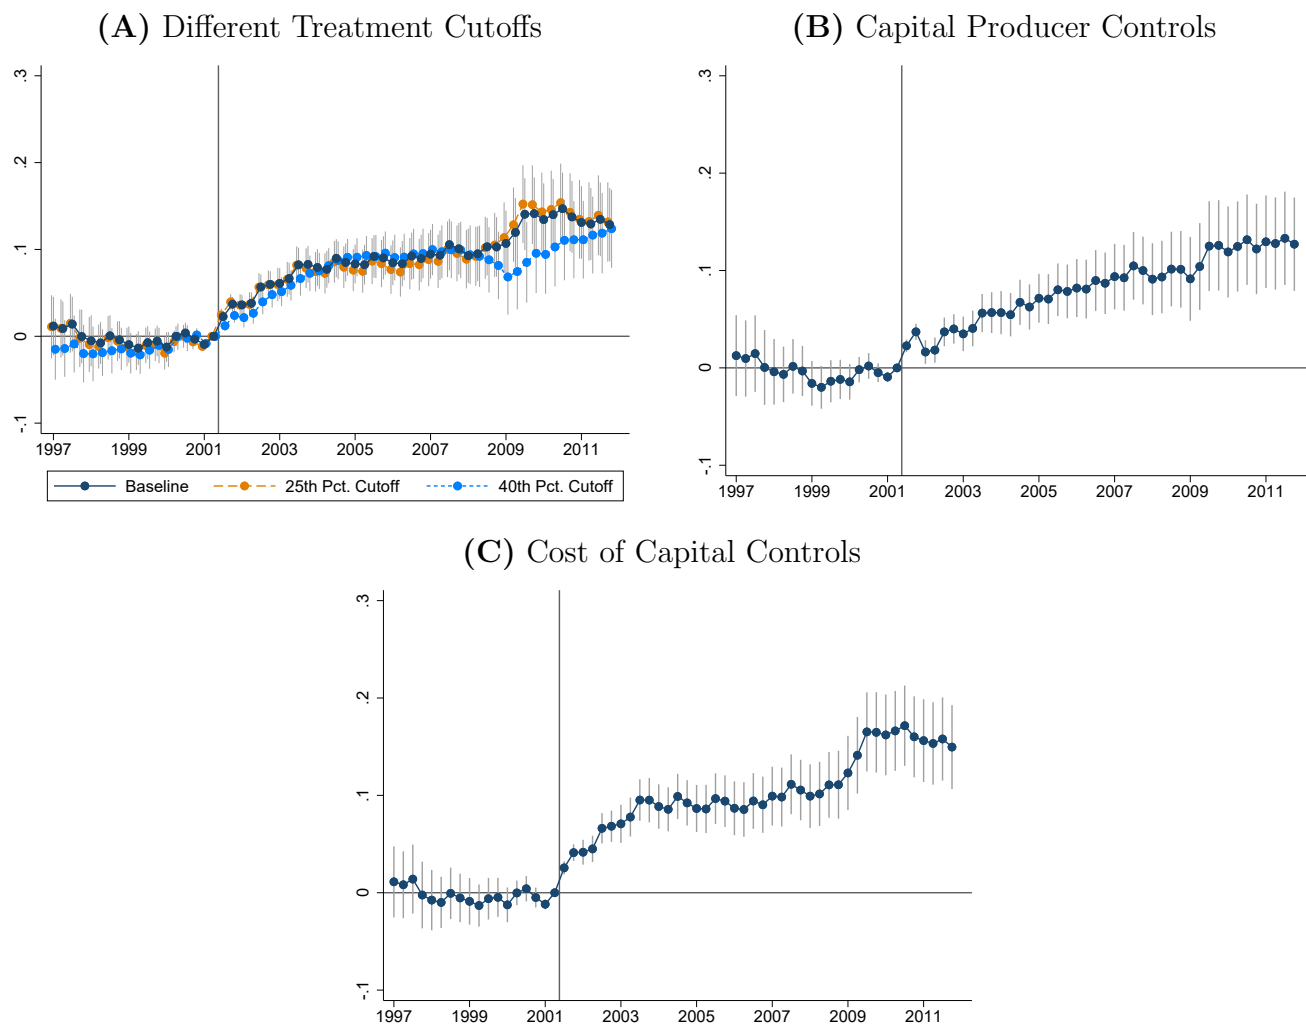 (A) Different Treatment Cutoffs
.3
.2
.1
0
-.1
1997 1999 2001 2003 2005 2007 2009 2011
Baseline 25th Pct. Cutoff 40th Pct. Cutoff
(B) Capital Producer Controls
.3
.2
.1
0
-.1
1997 1999 2001 2003 2005 2007 2009 2011
(C) Cost of Capital Controls
.3
.2
.1
0
-.1
1997 1999 2001 2003 2005 2007 2009 2011